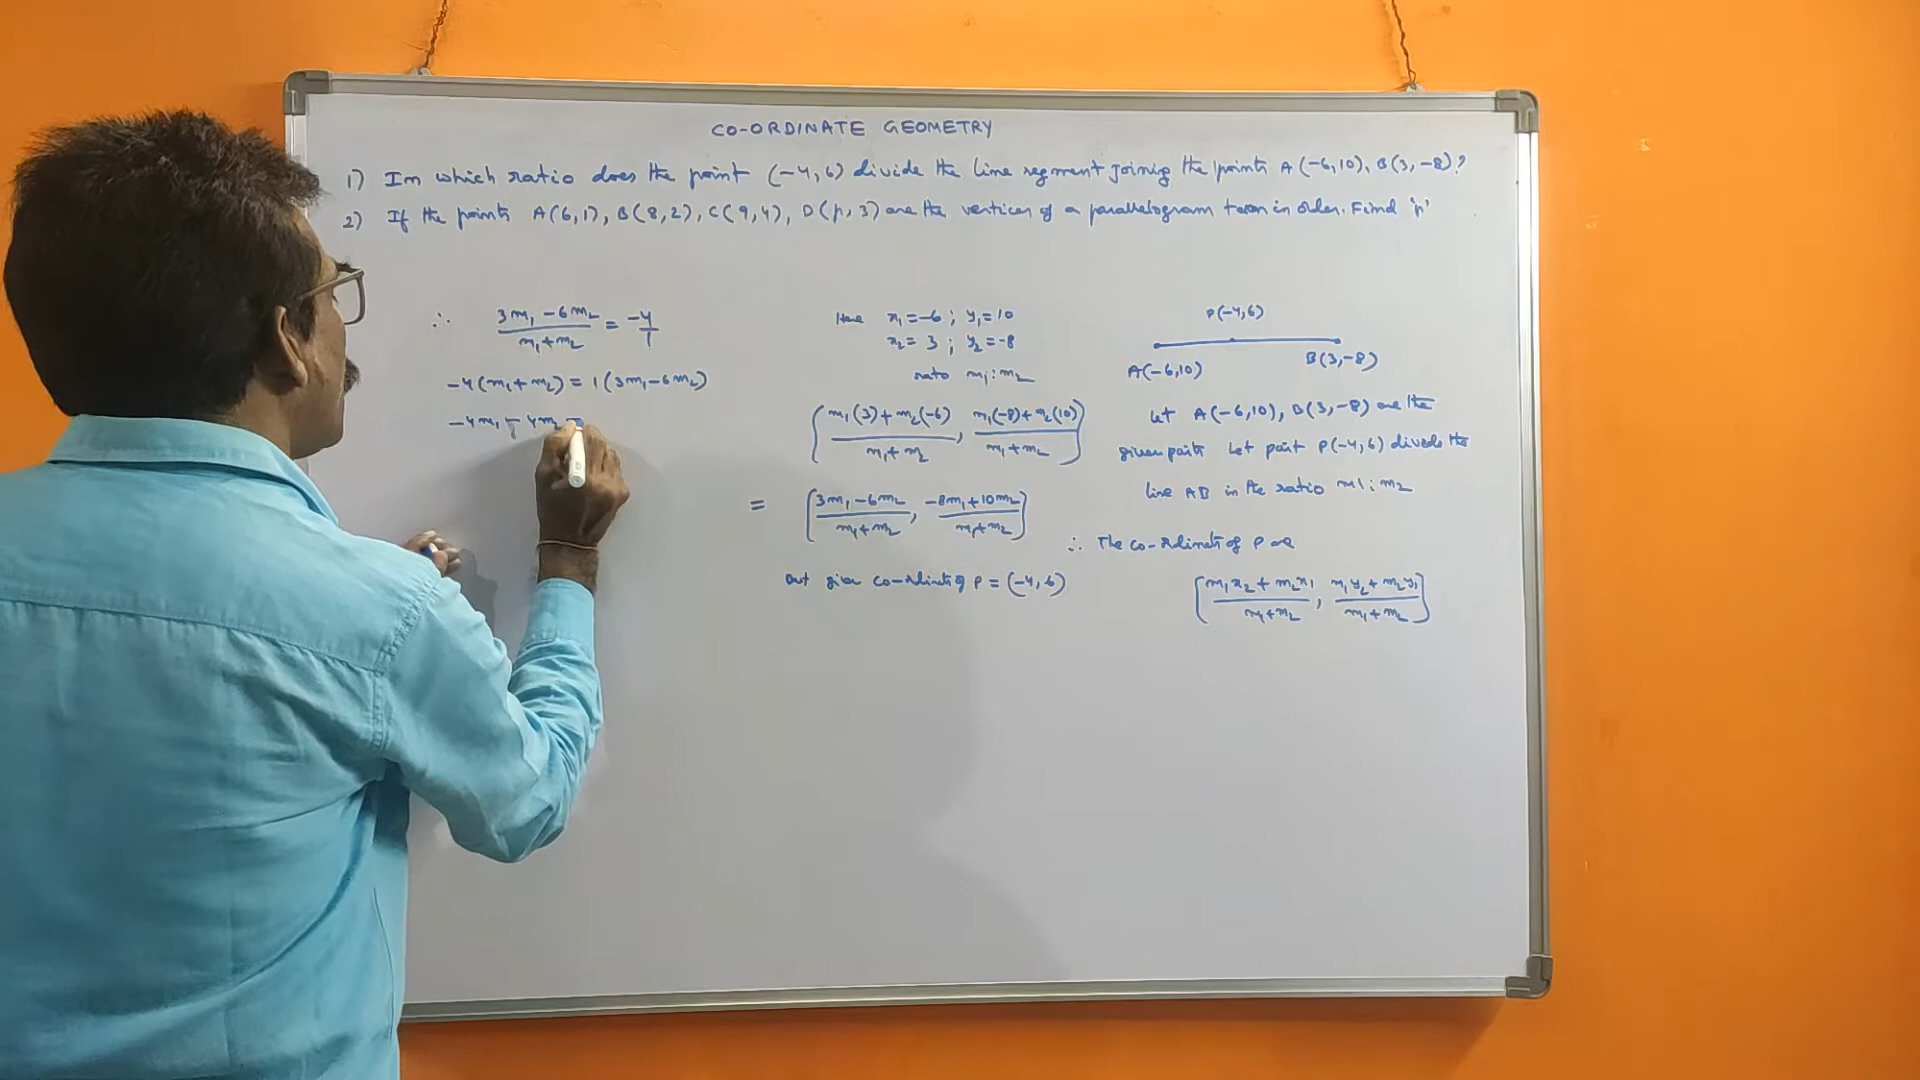 CO-ORDINATE GEOMETRY
1) In which ratio does the point (-4,6) divide the line segment joining the points A(-6,10), B(3,-8)?
2) If the points A(6,1), B(8,2), C(9,4), D(p,3) are the vertices of a parallelogram taken in order. Find 'p'
P(-4,6)
A(-6,10) B(3,-8)
Let A(-6,10), B(3,-8) are the
given points Let point P(-4,6) divides the
line AB in the ratio m1:m2
∴ The co-ordinates of P are
[(m₁x₂+m₂x₁)/(m₁+m₂), (m₁y₂+m₂y₁)/(m₁+m₂)]
Here x₁=-6; y₁=10
x₂=3; y₂=-8
ratio m₁:m₂
[(m₁(3)+m₂(-6))/(m₁+m₂), (m₁(-8)+m₂(10))/(m₁+m₂)]
= [(3m₁-6m₂)/(m₁+m₂), (-8m₁+10m₂)/(m₁+m₂)]
But given co-ordinates of P = (-4,6)
∴ (3m₁-6m₂)/(m₁+m₂) = -4/1
-4(m₁+m₂) = 1(3m₁-6m₂)
-4m₁-4m₂ =